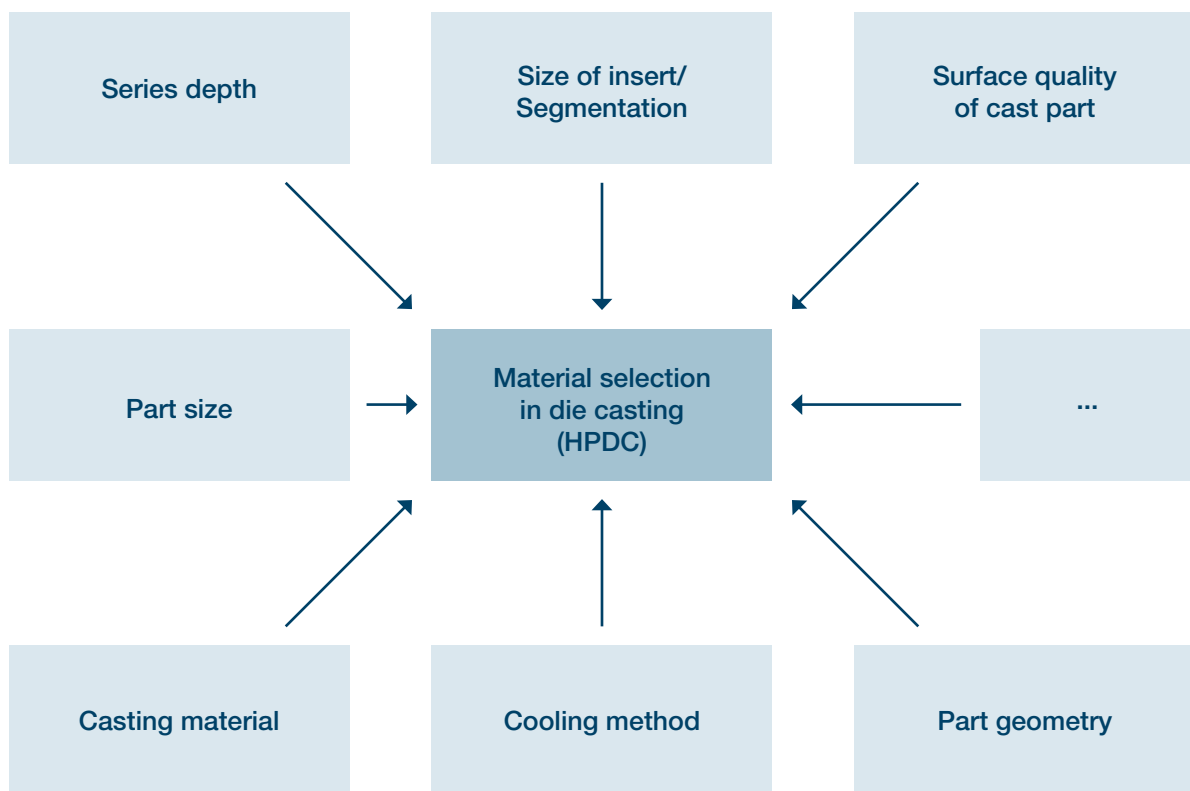 Series depth
Size of insert/
Segmentation
Surface quality
of cast part
Part size
Material selection
in die casting
(HPDC)
...
Casting material
Cooling method
Part geometry